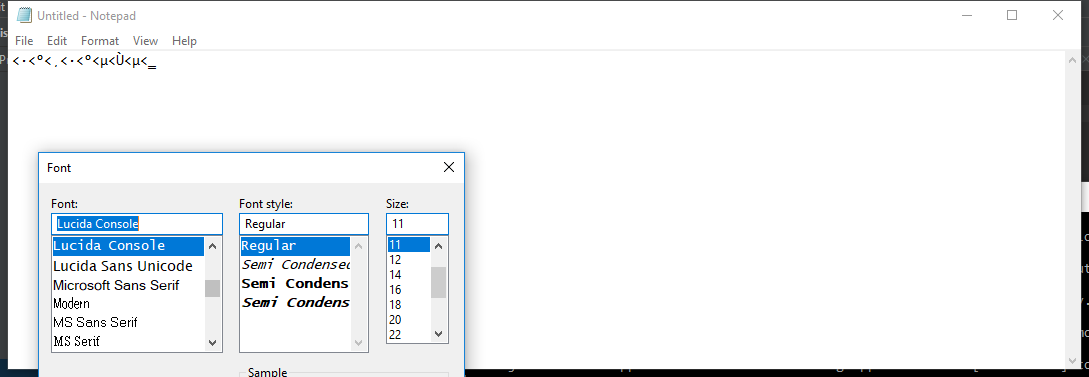 Untitled - Notepad
File Edit Format View Help
<·<º<¸<·<º<µ<Ù<µ<‗
Font
Font: Font style: Size:
Lucida Console Regular 11
Lucida Console Regular 11
Lucida Sans Unicode Semi Condensed 12
Microsoft Sans Serif Semi Condens 14
Modern Semi Condens 16
MS Sans Serif 18
MS Serif 20
22
Sample